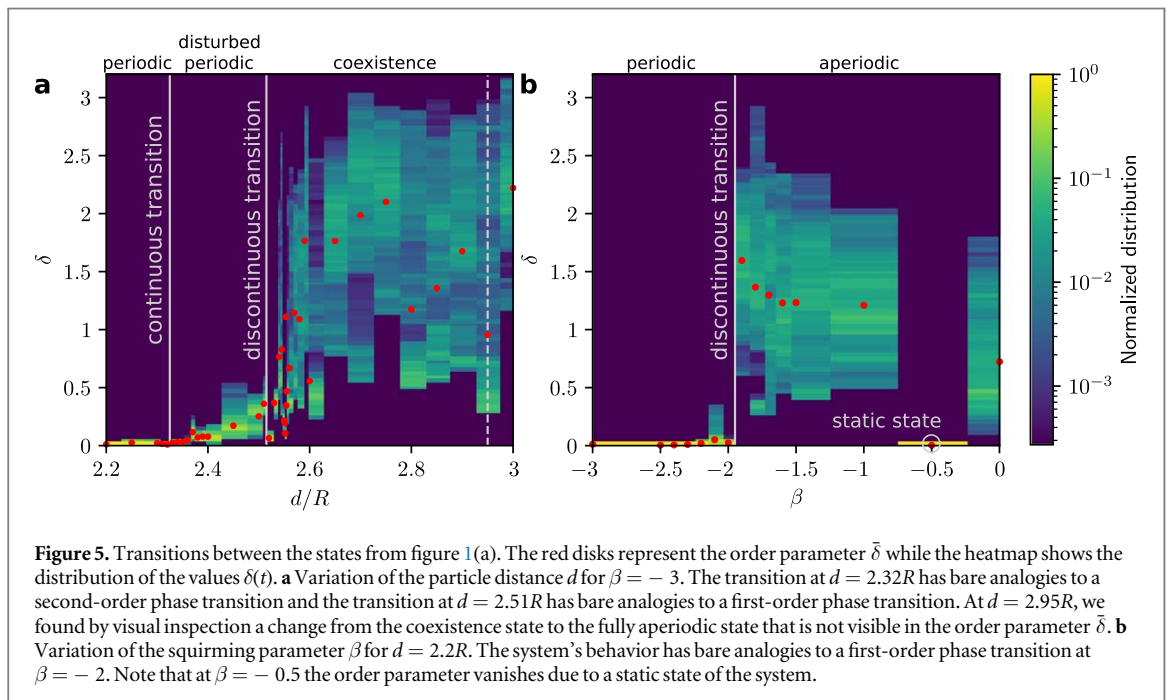 disturbed
periodic periodic coexistence
a
3
2.5
2
1.5
1
0.5
0
δ
continuous transition
discontinuous transition
2.2 2.4 2.6 2.8 3
d/R
b
periodic aperiodic
3
2.5
2
1.5
1
0.5
0
δ
discontinuous transition
static state
−3 −2.5 −2 −1.5 −1 −0.5 0
β
10⁰
10⁻¹
10⁻²
10⁻³
Normalized distribution
Figure 5. Transitions between the states from figure 1(a). The red disks represent the order parameter δ̄ while the heatmap shows the
distribution of the values δ(t). a Variation of the particle distance d for β = − 3. The transition at d = 2.32R has bare analogies to a
second-order phase transition and the transition at d = 2.51R has bare analogies to a first-order phase transition. At d = 2.95R, we
found by visual inspection a change from the coexistence state to the fully aperiodic state that is not visible in the order parameter δ̄. b
Variation of the squirming parameter β for d = 2.2R. The system's behavior has bare analogies to a first-order phase transition at
β = − 2. Note that at β = − 0.5 the order parameter vanishes due to a static state of the system.